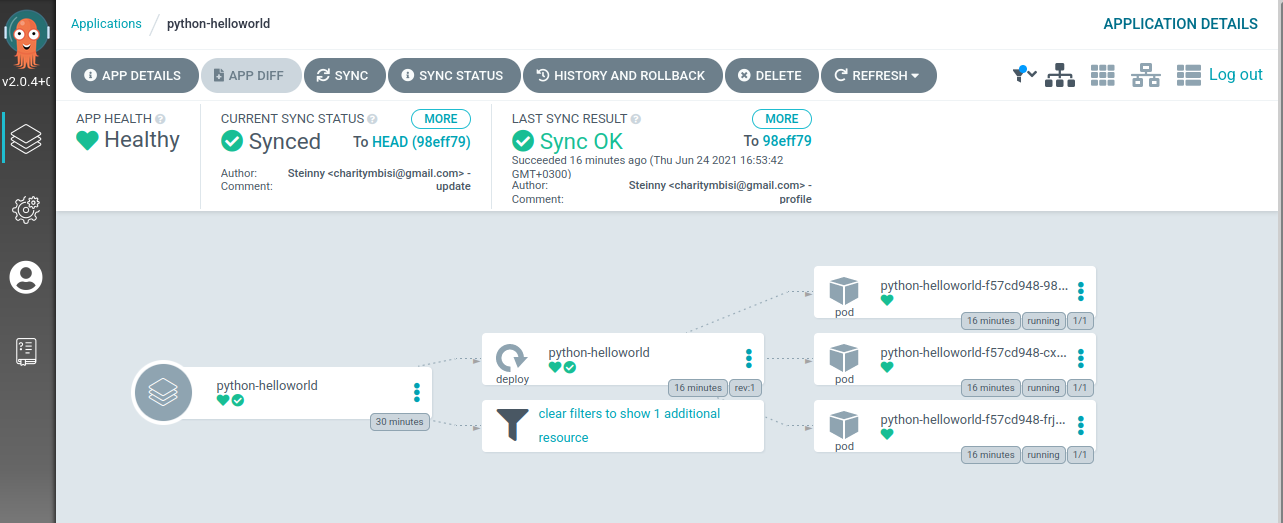 Applications / python-helloworld
APPLICATION DETAILS
v2.0.4+0
APP DETAILS
APP DIFF
SYNC
SYNC STATUS
HISTORY AND ROLLBACK
DELETE
REFRESH
Log out
APP HEALTH
Healthy
CURRENT SYNC STATUS
MORE
Synced
To HEAD (98eff79)
Author: Steinny <charitymbisi@gmail.com> -
Comment: update
LAST SYNC RESULT
MORE
Sync OK
To 98eff79
Succeeded 16 minutes ago (Thu Jun 24 2021 16:53:42
GMT+0300)
Author: Steinny <charitymbisi@gmail.com> -
Comment: profile
python-helloworld
30 minutes
deploy
python-helloworld
16 minutes
rev:1
clear filters to show 1 additional
resource
pod
python-helloworld-f57cd948-98...
16 minutes
running
1/1
pod
python-helloworld-f57cd948-cx...
16 minutes
running
1/1
pod
python-helloworld-f57cd948-frj...
16 minutes
running
1/1